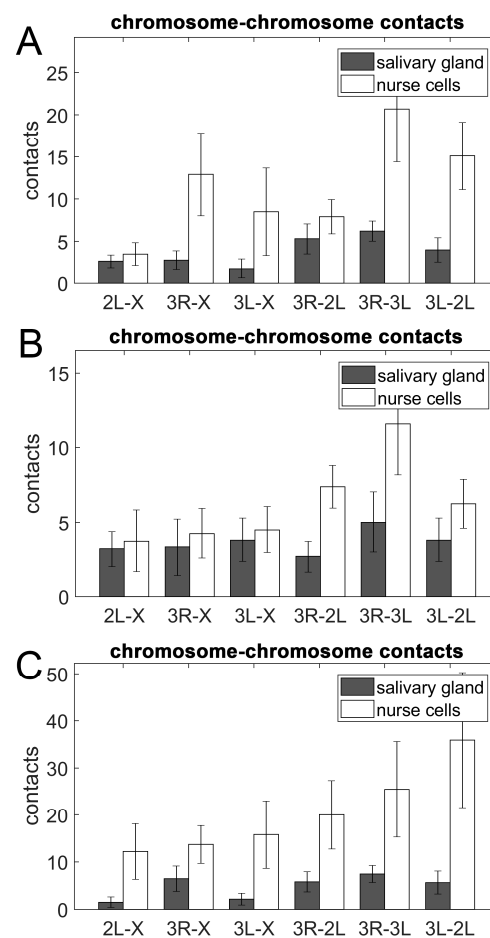 A
chromosome-chromosome contacts
salivary gland
nurse cells
25
20
15
10
5
0
contacts
2L-X 3R-X 3L-X 3R-2L 3R-3L 3L-2L
B
chromosome-chromosome contacts
salivary gland
nurse cells
15
10
5
0
contacts
2L-X 3R-X 3L-X 3R-2L 3R-3L 3L-2L
C
chromosome-chromosome contacts
salivary gland
nurse cells
50
40
30
20
10
0
contacts
2L-X 3R-X 3L-X 3R-2L 3R-3L 3L-2L